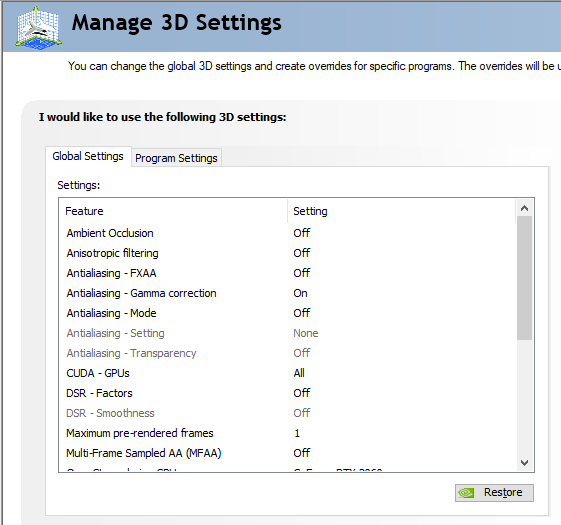 Manage 3D Settings
You can change the global 3D settings and create overrides for specific programs. The overrides will be
I would like to use the following 3D settings:
Global Settings Program Settings
Settings:
Feature Setting
Ambient Occlusion Off
Anisotropic filtering Off
Antialiasing - FXAA Off
Antialiasing - Gamma correction On
Antialiasing - Mode Off
Antialiasing - Setting None
Antialiasing - Transparency Off
CUDA - GPUs All
DSR - Factors Off
DSR - Smoothness Off
Maximum pre-rendered frames 1
Multi-Frame Sampled AA (MFAA) Off
Restore